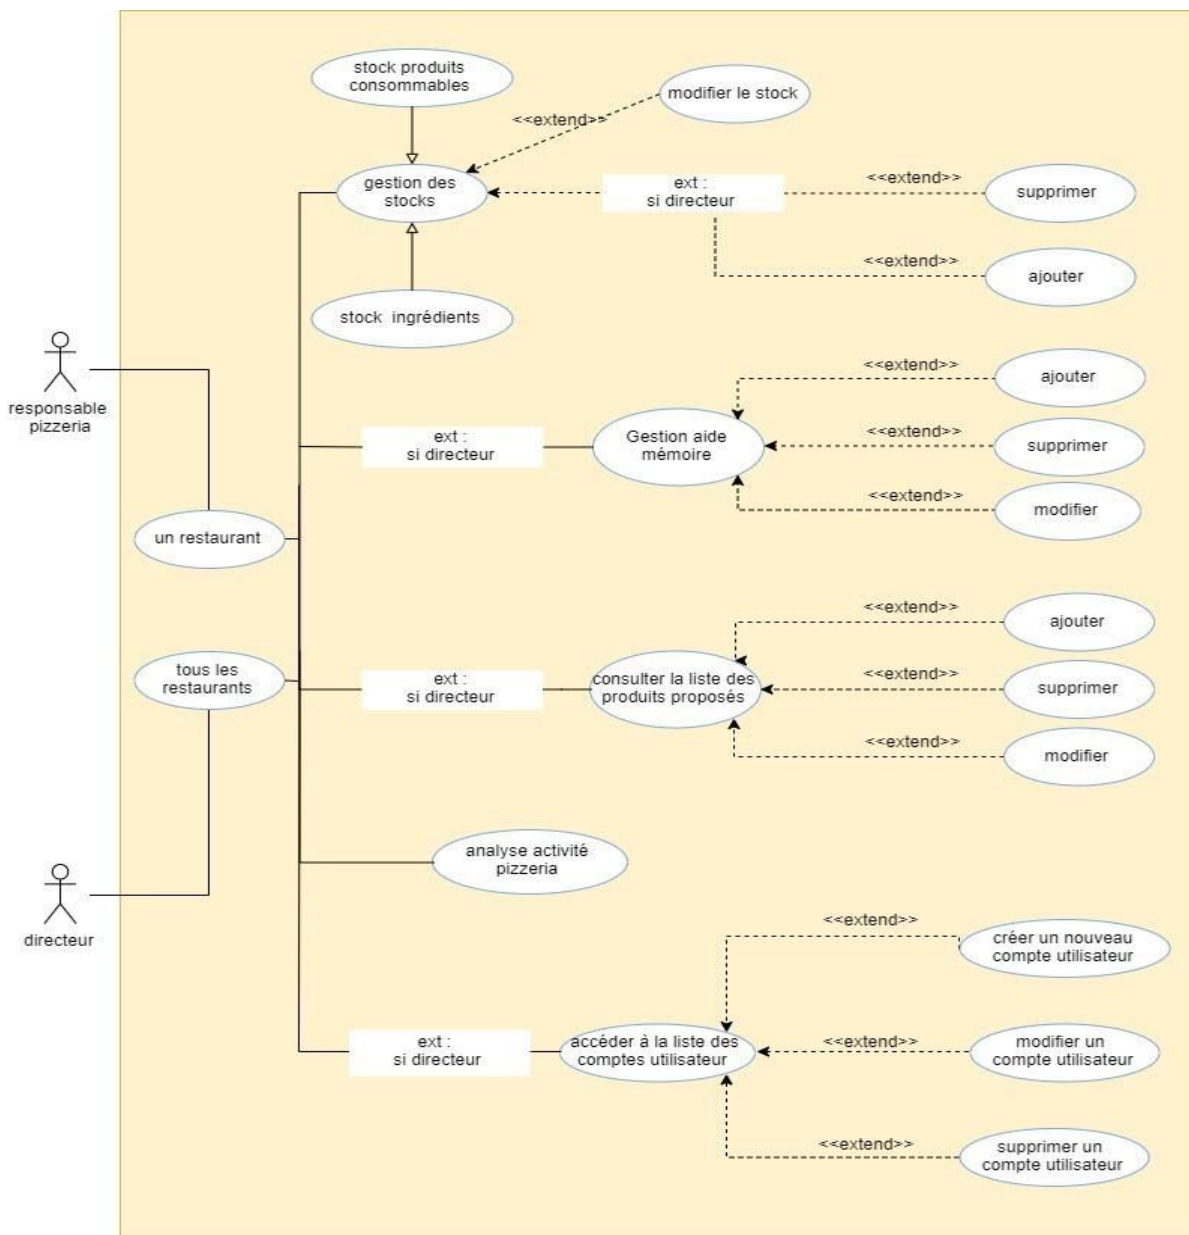 stock produits
consommables
modifier le stock
<<extend>>
gestion des
stocks
ext :
si directeur
<<extend>>
supprimer
<<extend>>
ajouter
stock ingrédients
responsable
pizzeria
<<extend>>
ajouter
ext :
si directeur
Gestion aide
mémoire
<<extend>>
supprimer
<<extend>>
modifier
un restaurant
<<extend>>
ajouter
tous les
restaurants
ext :
si directeur
consulter la liste des
produits proposés
<<extend>>
supprimer
<<extend>>
modifier
analyse activité
pizzeria
directeur
<<extend>>
créer un nouveau
compte utilisateur
ext :
si directeur
accéder à la liste des
comptes utilisateur
<<extend>>
modifier un
compte utilisateur
<<extend>>
supprimer un
compte utilisateur